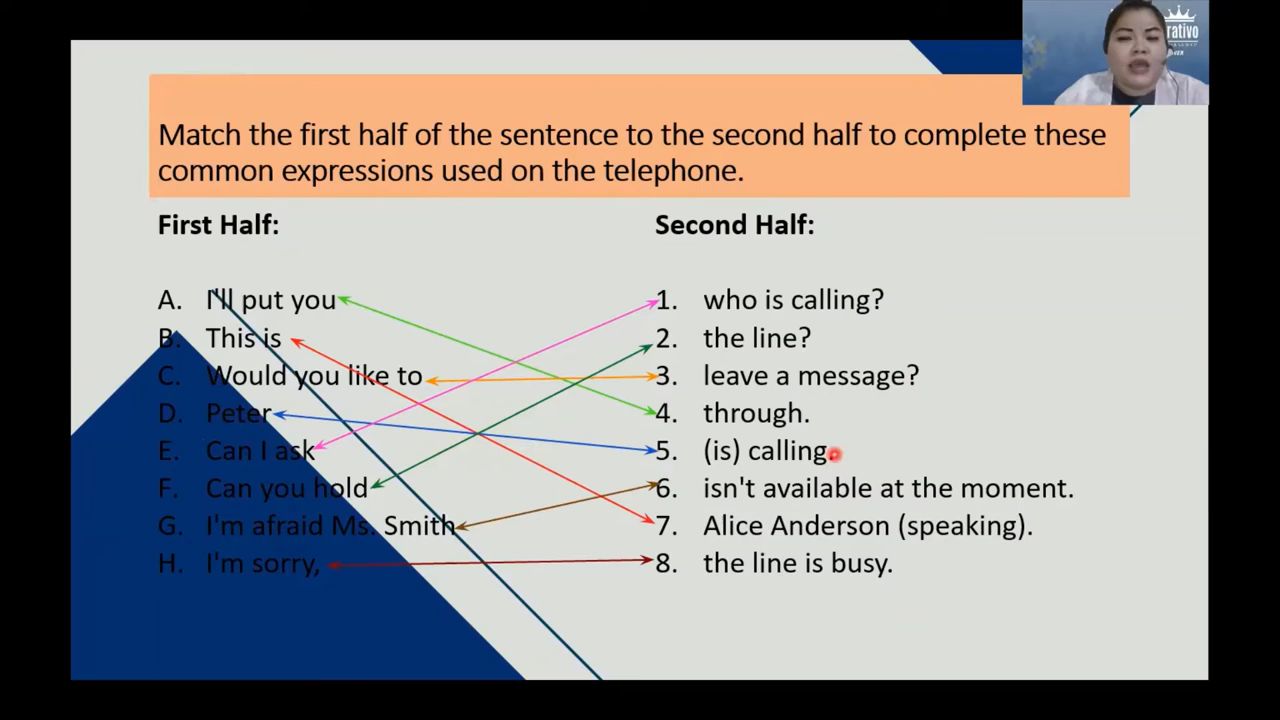 rativo
Match the first half of the sentence to the second half to complete these
common expressions used on the telephone.
First Half:
A. I'll put you
B. This is
C. Would you like to
D. Peter
E. Can I ask
F. Can you hold
G. I'm afraid Ms. Smith
H. I'm sorry,
Second Half:
1. who is calling?
2. the line?
3. leave a message?
4. through.
5. (is) calling.
6. isn't available at the moment.
7. Alice Anderson (speaking).
8. the line is busy.